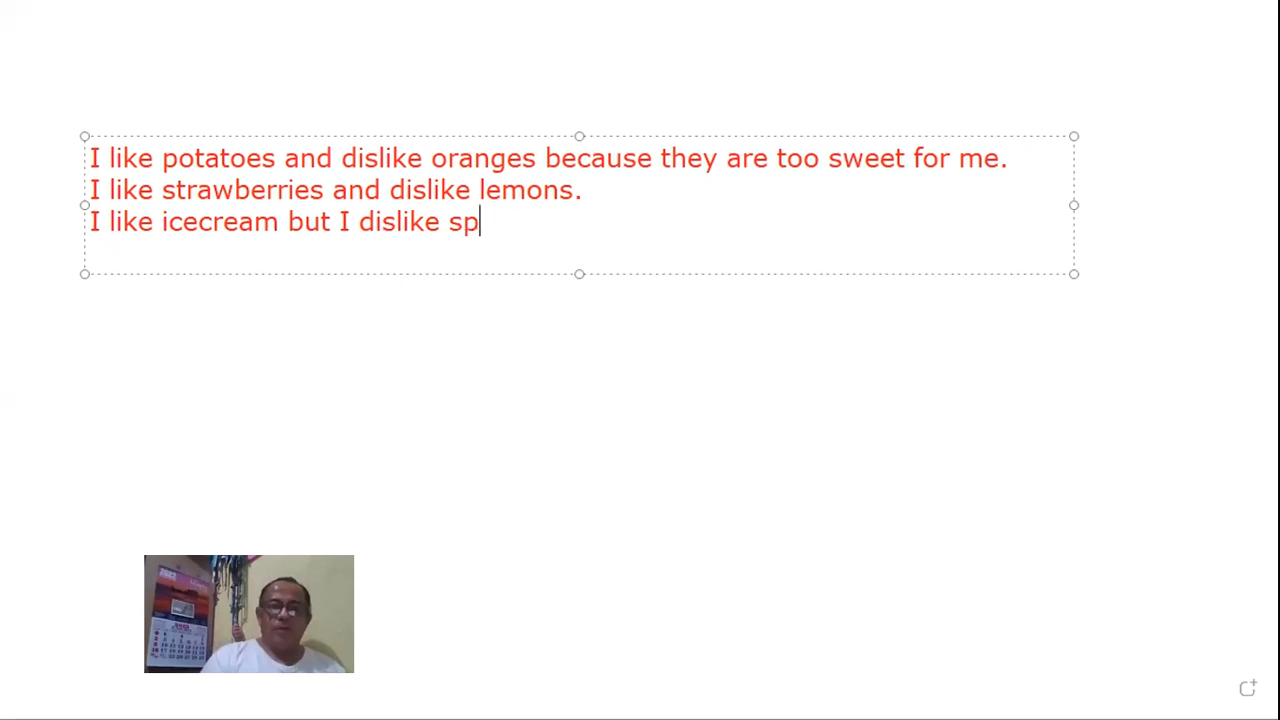 I like potatoes and dislike oranges because they are too sweet for me.
I like strawberries and dislike lemons.
I like icecream but I dislike sp